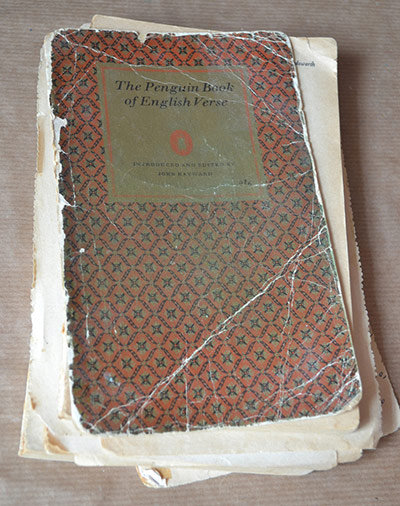 The Penguin Book
of English Verse
INTRODUCED AND EDITED BY
JOHN HAYWARD